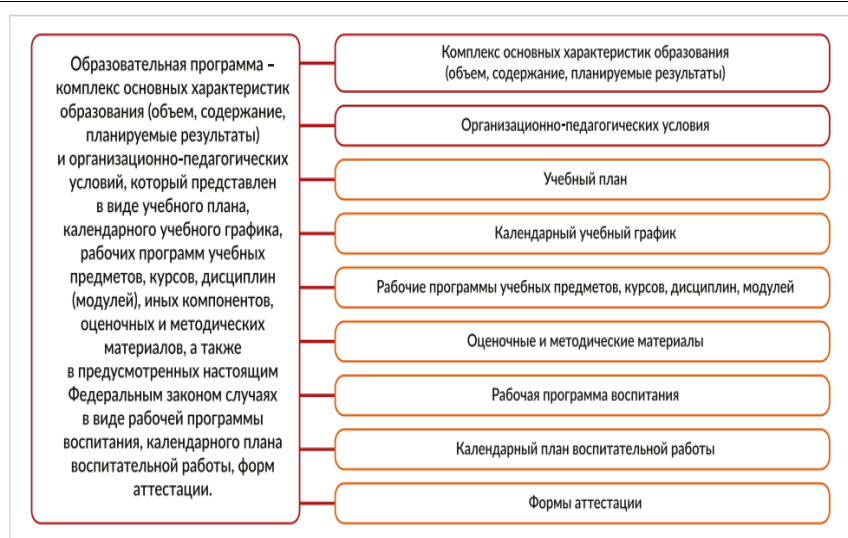 Образовательная программа –
комплекс основных характеристик
образования (объем, содержание,
планируемые результаты)
и организационно-педагогических
условий, который представлен
в виде учебного плана,
календарного учебного графика,
рабочих программ учебных
предметов, курсов, дисциплин
(модулей), иных компонентов,
оценочных и методических
материалов, а также
в предусмотренных настоящим
Федеральным законом случаях
в виде рабочей программы
воспитания, календарного плана
воспитательной работы, форм
аттестации.
Комплекс основных характеристик образования
(объем, содержание, планируемые результаты)
Организационно-педагогических условия
Учебный план
Календарный учебный график
Рабочие программы учебных предметов, курсов, дисциплин, модулей
Оценочные и методические материалы
Рабочая программа воспитания
Календарный план воспитательной работы
Формы аттестации